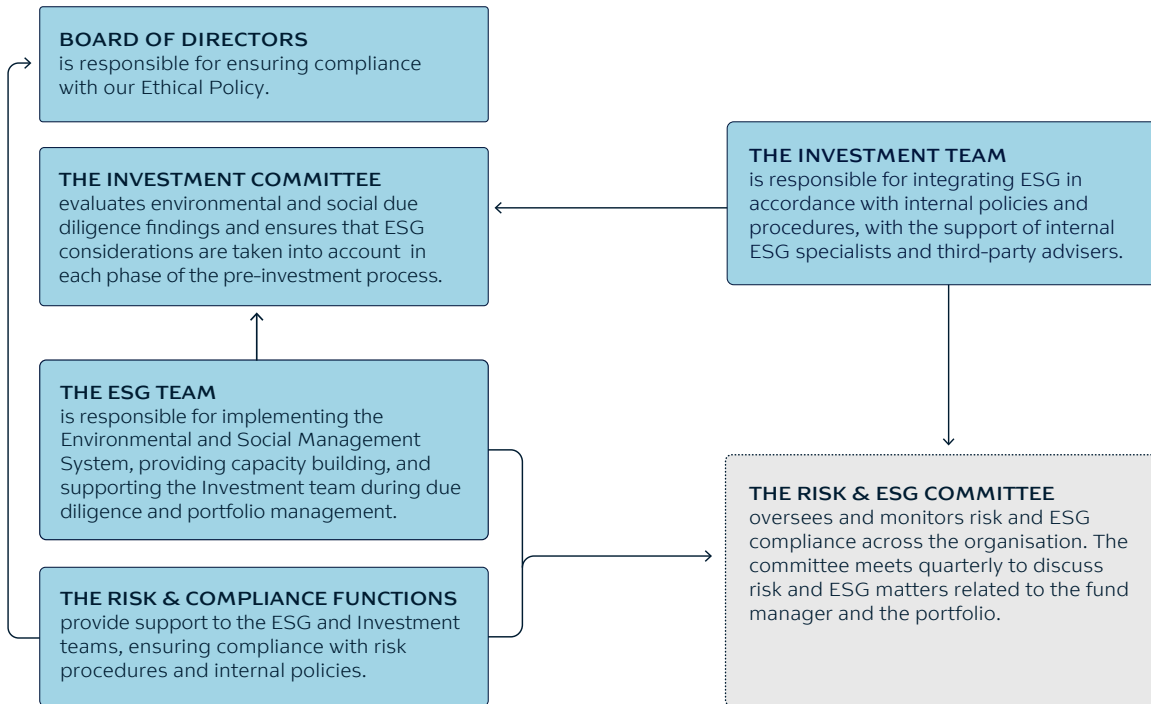 BOARD OF DIRECTORS
is responsible for ensuring compliance
with our Ethical Policy.
THE INVESTMENT COMMITTEE
evaluates environmental and social due
diligence findings and ensures that ESG
considerations are taken into account in
each phase of the pre-investment process.
THE INVESTMENT TEAM
is responsible for integrating ESG in
accordance with internal policies and
procedures, with the support of internal
ESG specialists and third-party advisers.
THE ESG TEAM
is responsible for implementing the
Environmental and Social Management
System, providing capacity building, and
supporting the Investment team during due
diligence and portfolio management.
THE RISK & COMPLIANCE FUNCTIONS
provide support to the ESG and Investment
teams, ensuring compliance with risk
procedures and internal policies.
THE RISK & ESG COMMITTEE
oversees and monitors risk and ESG
compliance across the organisation. The
committee meets quarterly to discuss
risk and ESG matters related to the fund
manager and the portfolio.